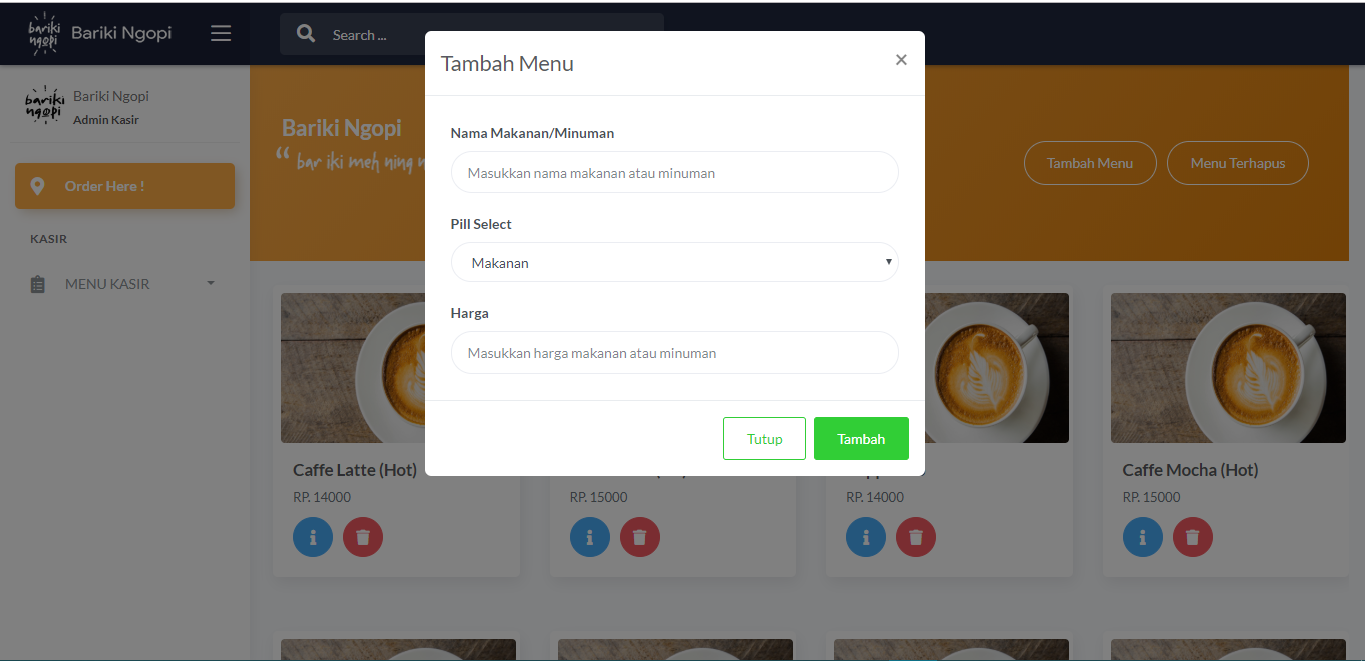 bariki
ngopi
Bariki Ngopi
Search ...
Tambah Menu
×
bariki
ngopi
Bariki Ngopi
Admin Kasir
Order Here !
KASIR
MENU KASIR
Bariki Ngopi
“ bar iki meh ning
Tambah Menu
Menu Terhapus
Nama Makanan/Minuman
Masukkan nama makanan atau minuman
Pill Select
Makanan
Harga
Masukkan harga makanan atau minuman
Tutup
Tambah
Caffe Latte (Hot)
RP. 14000
RP. 15000
RP. 14000
Caffe Mocha (Hot)
RP. 15000